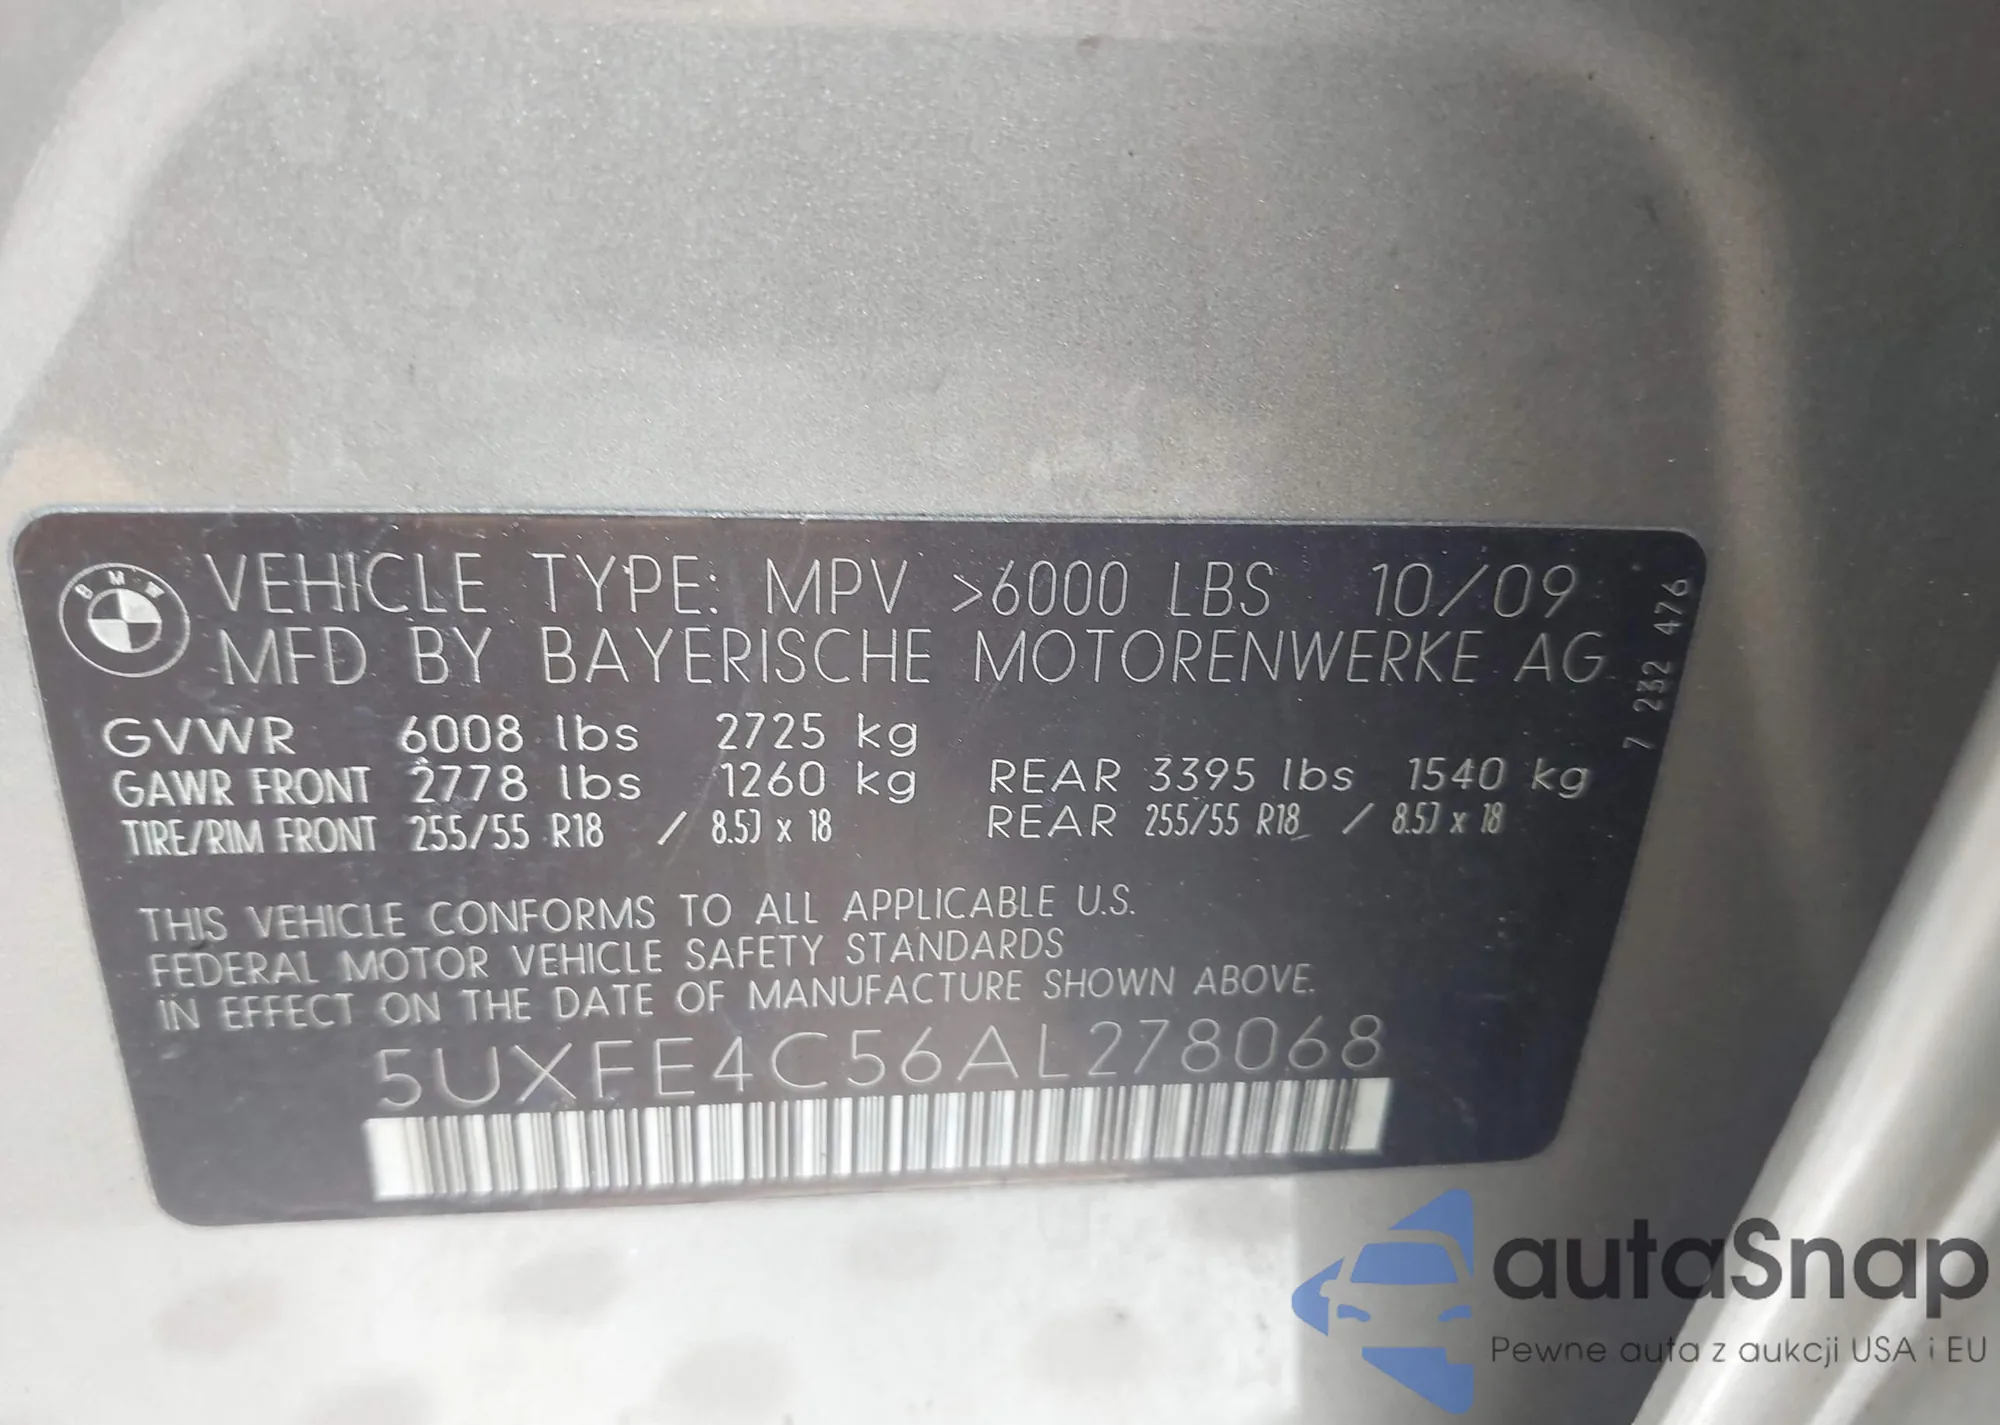 BMW
VEHICLE TYPE: MPV >6000 LBS 10/09
MFD BY BAYERISCHE MOTORENWERKE AG
7 232 476
GVWR 6008 lbs 2725 kg
GAWR FRONT 2778 lbs 1260 kg REAR 3395 lbs 1540 kg
TIRE/RIM FRONT 255/55 R18 / 8.5J x 18 REAR 255/55 R18 / 8.5J x 18
THIS VEHICLE CONFORMS TO ALL APPLICABLE U.S.
FEDERAL MOTOR VEHICLE SAFETY STANDARDS
IN EFFECT ON THE DATE OF MANUFACTURE SHOWN ABOVE.
5UXFE4C56AL278068
autaSnap
Pewne auta z aukcji USA i EU